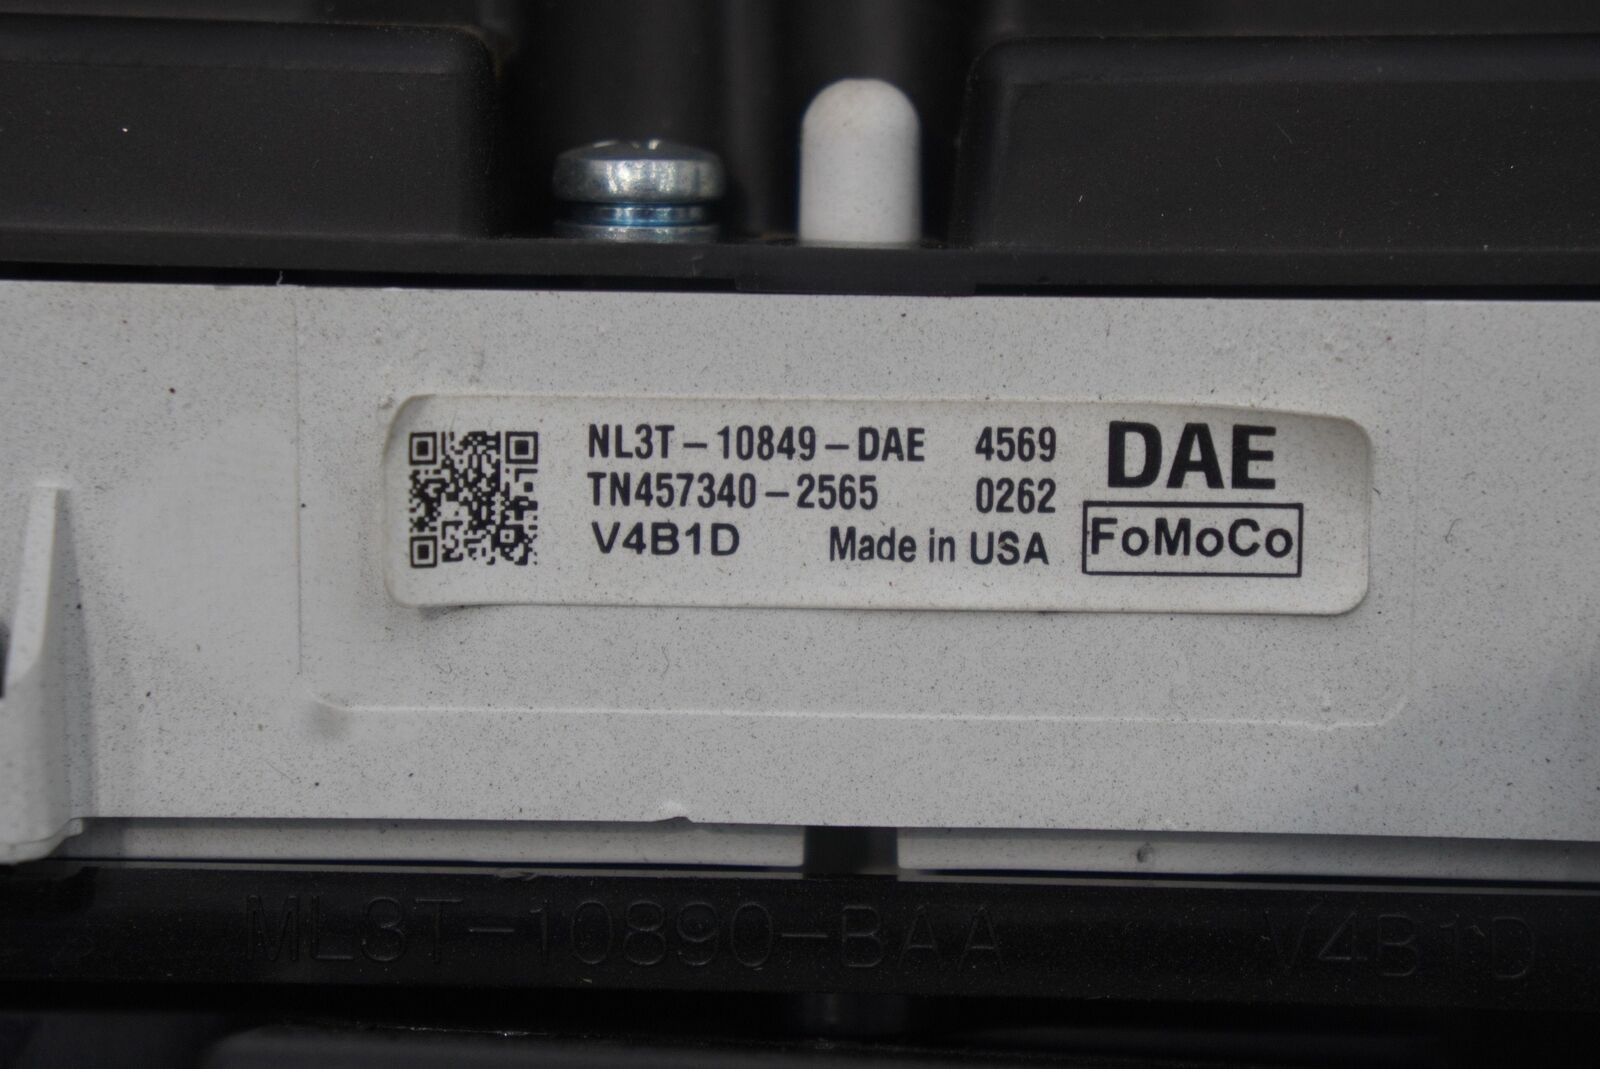 NL3T-10849-DAE 4569
TN457340-2565 0262
V4B1D Made in USA
DAE
FoMoCo
ML3T-10890-BAA V4B1D